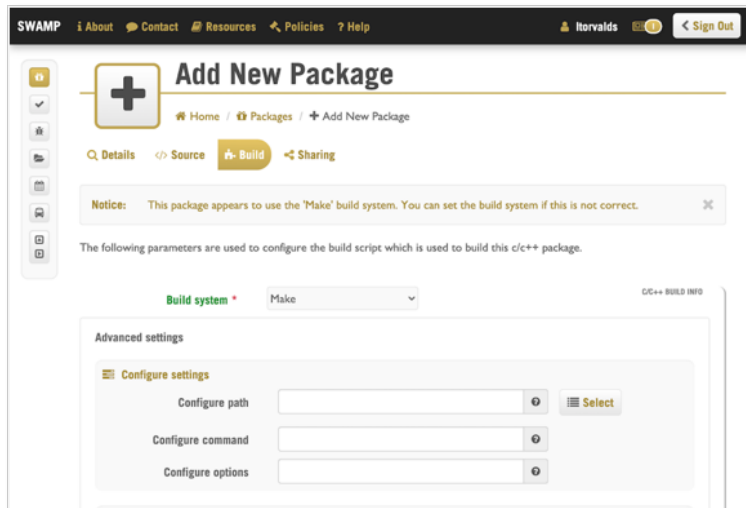 SWAMP About Contact Resources Policies ? Help ltorvalds 1 Sign Out
Add New Package
Home / Packages / Add New Package
Details Source Build Sharing
Notice: This package appears to use the 'Make' build system. You can set the build system if this is not correct.
The following parameters are used to configure the build script which is used to build this c/c++ package.
Build system * Make C/C++ BUILD INFO
Advanced settings
Configure settings
Configure path Select
Configure command
Configure options